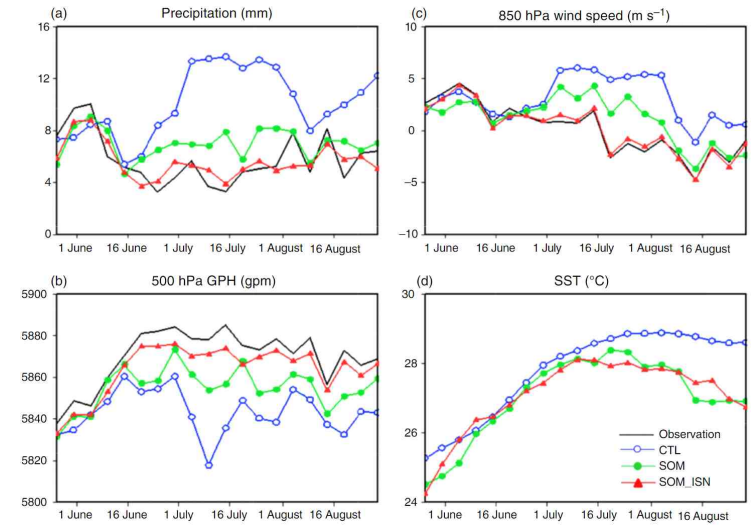 (a) Precipitation (mm)
16
12
8
4
0
1 June 16 June 1 July 16 July 1 August 16 August
(c) 850 hPa wind speed (m s⁻¹)
10
5
0
−5
−10
1 June 16 June 1 July 16 July 1 August 16 August
(b) 500 hPa GPH (gpm)
5900
5880
5860
5840
5820
5800
1 June 16 June 1 July 16 July 1 August 16 August
(d) SST (°C)
30
28
26
24
Observation
CTL
SOM
SOM_ISN
1 June 16 June 1 July 16 July 1 August 16 August